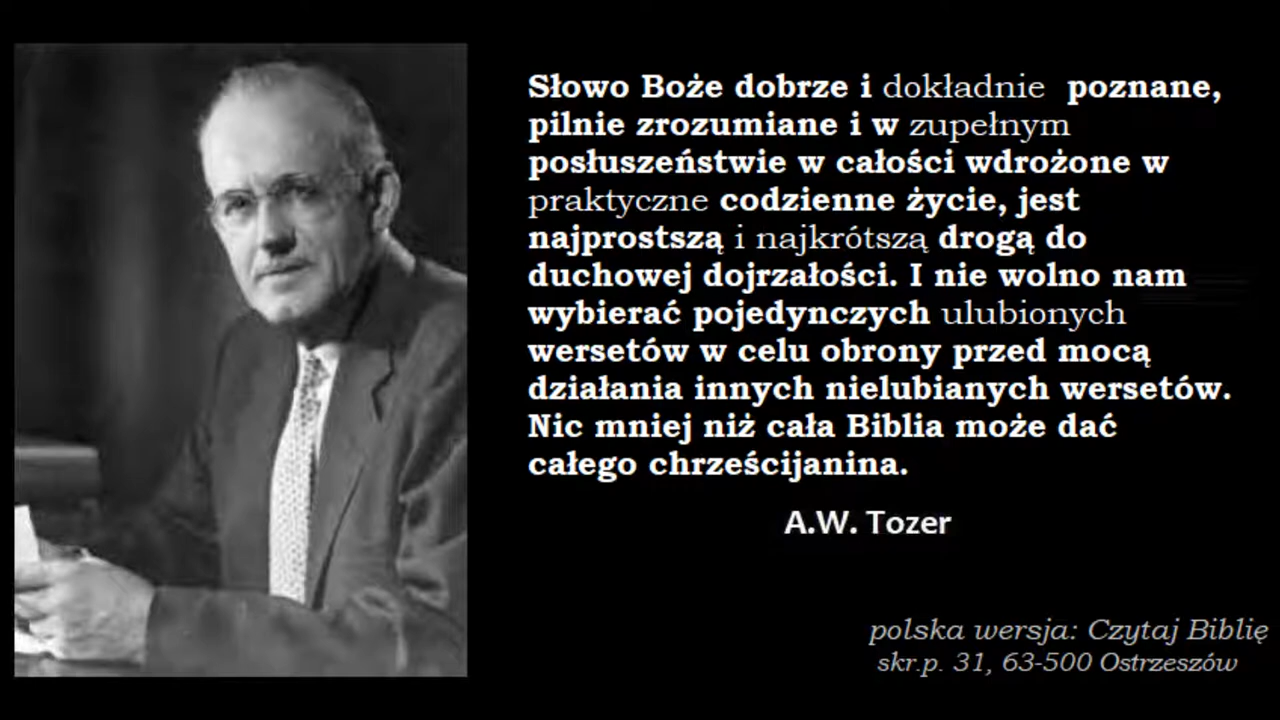 Słowo Boże dobrze i dokładnie poznane,
pilnie zrozumiane i w zupełnym
posłuszeństwie w całości wdrożone w
praktyczne codzienne życie, jest
najprostszą i najkrótszą drogą do
duchowej dojrzałości. I nie wolno nam
wybierać pojedynczych ulubionych
wersetów w celu obrony przed mocą
działania innych nielubianych wersetów.
Nic mniej niż cała Biblia może dać
całego chrześcijanina.
A.W. Tozer
polska wersja: Czytaj Biblię
skr.p. 31, 63-500 Ostrzeszów